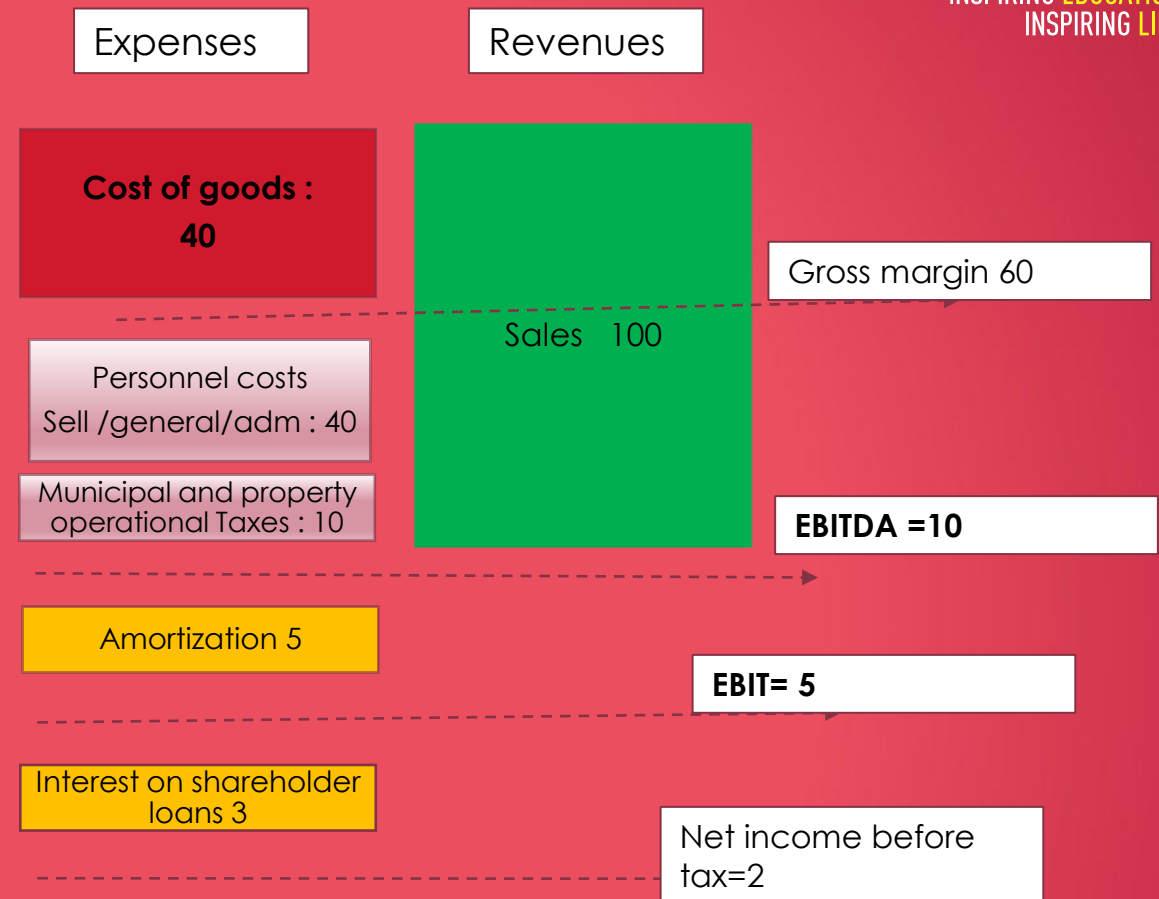 INSPIRING
INSPIRING
Expenses
Revenues
Cost of goods :
40
Gross margin 60
Sales 100
Personnel costs
Sell /general/adm : 40
Municipal and property
operational Taxes : 10
EBITDA =10
Amortization 5
EBIT= 5
Interest on shareholder
loans 3
Net income before
tax=2